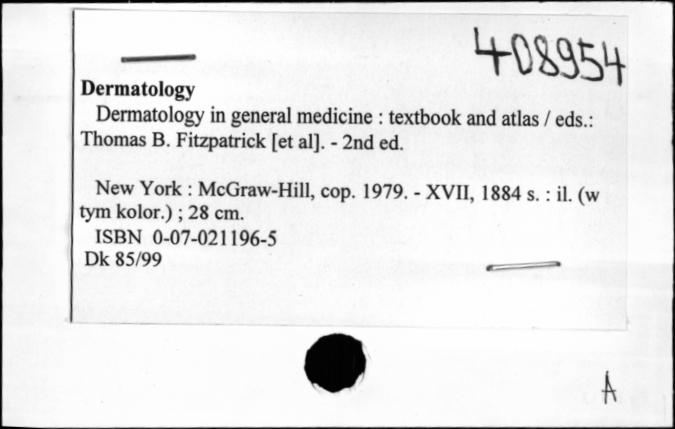 408954
Dermatology
Dermatology in general medicine : textbook and atlas / eds.:
Thomas B. Fitzpatrick [et al]. - 2nd ed.
New York : McGraw-Hill, cop. 1979. - XVII, 1884 s. : il. (w
tym kolor.) ; 28 cm.
ISBN 0-07-021196-5
Dk 85/99
A